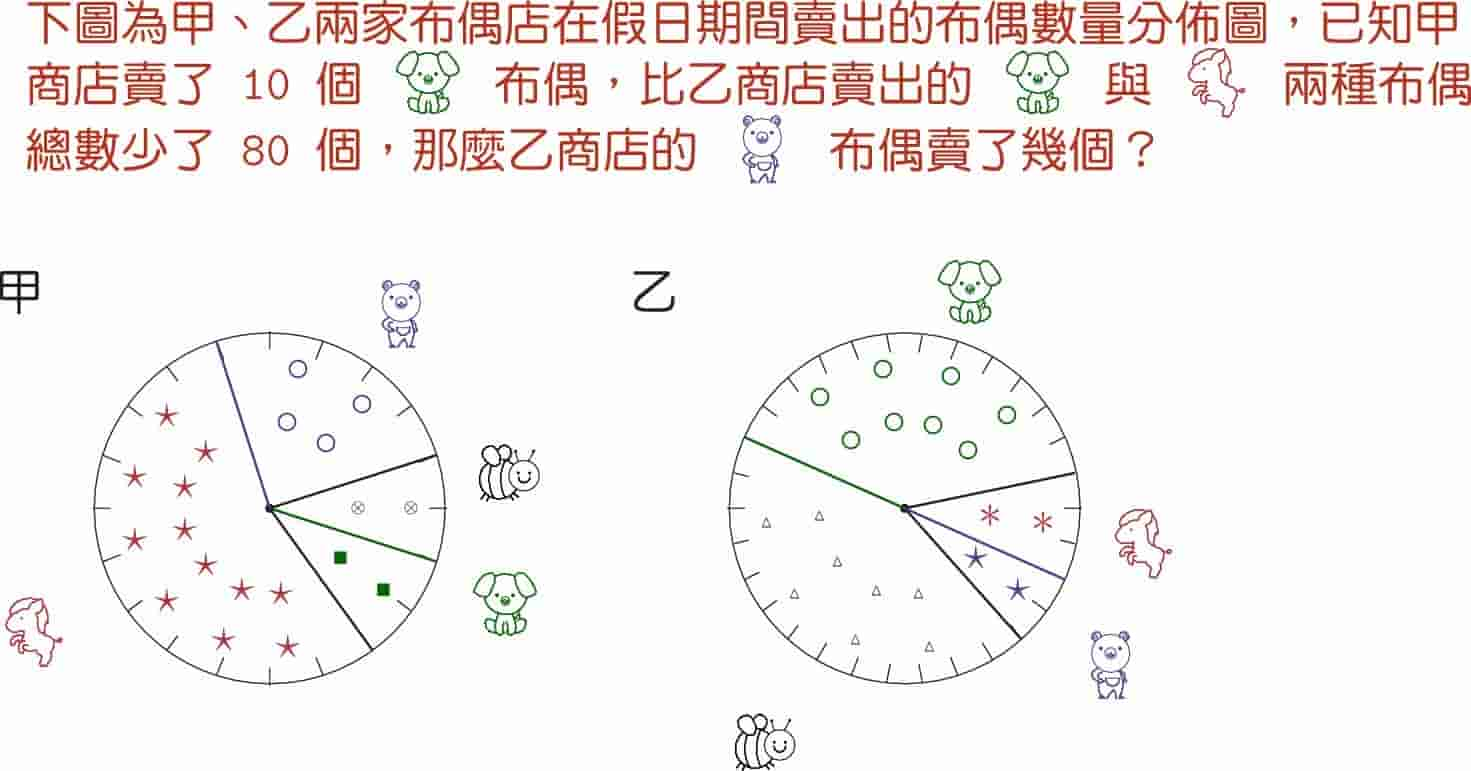 下圖為甲、乙兩家布偶店在假日期間賣出的布偶數量分佈圖，已知甲
商店賣了 10 個 布偶，比乙商店賣出的 與 兩種布偶
總數少了 80 個，那麼乙商店的 布偶賣了幾個？
甲 乙